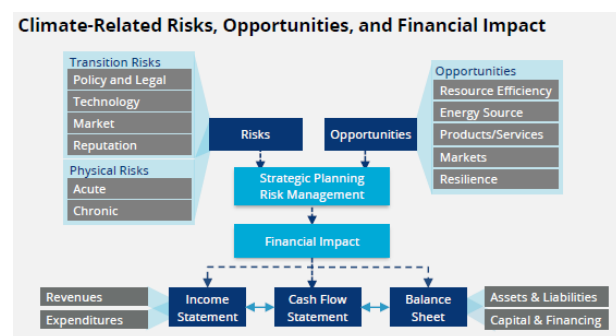 Climate-Related Risks, Opportunities, and Financial Impact
Transition Risks
Policy and Legal
Technology
Market
Reputation
Physical Risks
Acute
Chronic
Risks
Opportunities
Opportunities
Resource Efficiency
Energy Source
Products/Services
Markets
Resilience
Strategic Planning
Risk Management
Financial Impact
Revenues
Expenditures
Income
Statement
Cash Flow
Statement
Balance
Sheet
Assets & Liabilities
Capital & Financing